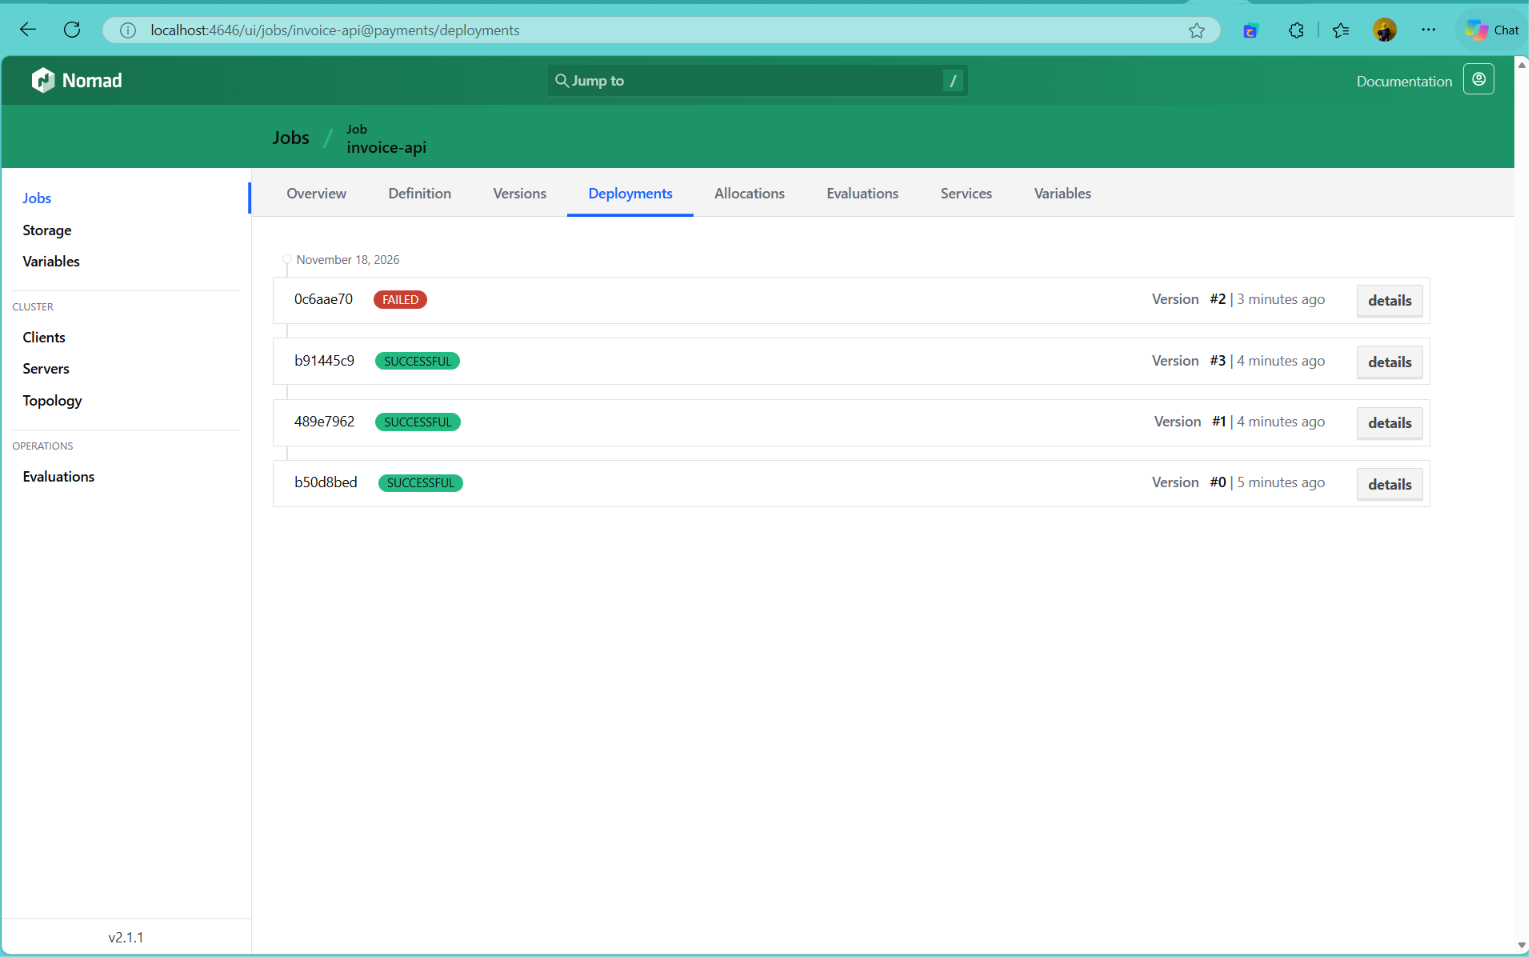 localhost:4646/ui/jobs/invoice-api@payments/deployments
Chat
Nomad
Jump to /
Documentation
Jobs / Job
invoice-api
Jobs
Storage
Variables
CLUSTER
Clients
Servers
Topology
OPERATIONS
Evaluations
v2.1.1
Overview Definition Versions Deployments Allocations Evaluations Services Variables
November 18, 2026
0c6aae70 FAILED Version #2 | 3 minutes ago details
b91445c9 SUCCESSFUL Version #3 | 4 minutes ago details
489e7962 SUCCESSFUL Version #1 | 4 minutes ago details
b50d8bed SUCCESSFUL Version #0 | 5 minutes ago details